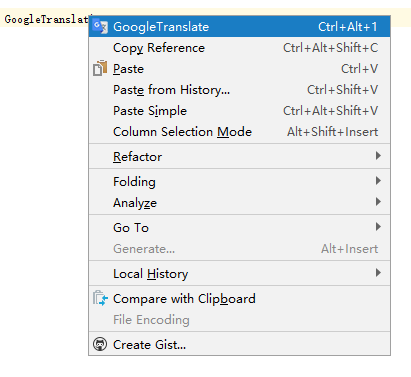 GoogleTranslati
GoogleTranslate Ctrl+Alt+1
Copy Reference Ctrl+Alt+Shift+C
Paste Ctrl+V
Paste from History... Ctrl+Shift+V
Paste Simple Ctrl+Alt+Shift+V
Column Selection Mode Alt+Shift+Insert
Refactor
Folding
Analyze
Go To
Generate... Alt+Insert
Local History
Compare with Clipboard
File Encoding
Create Gist...